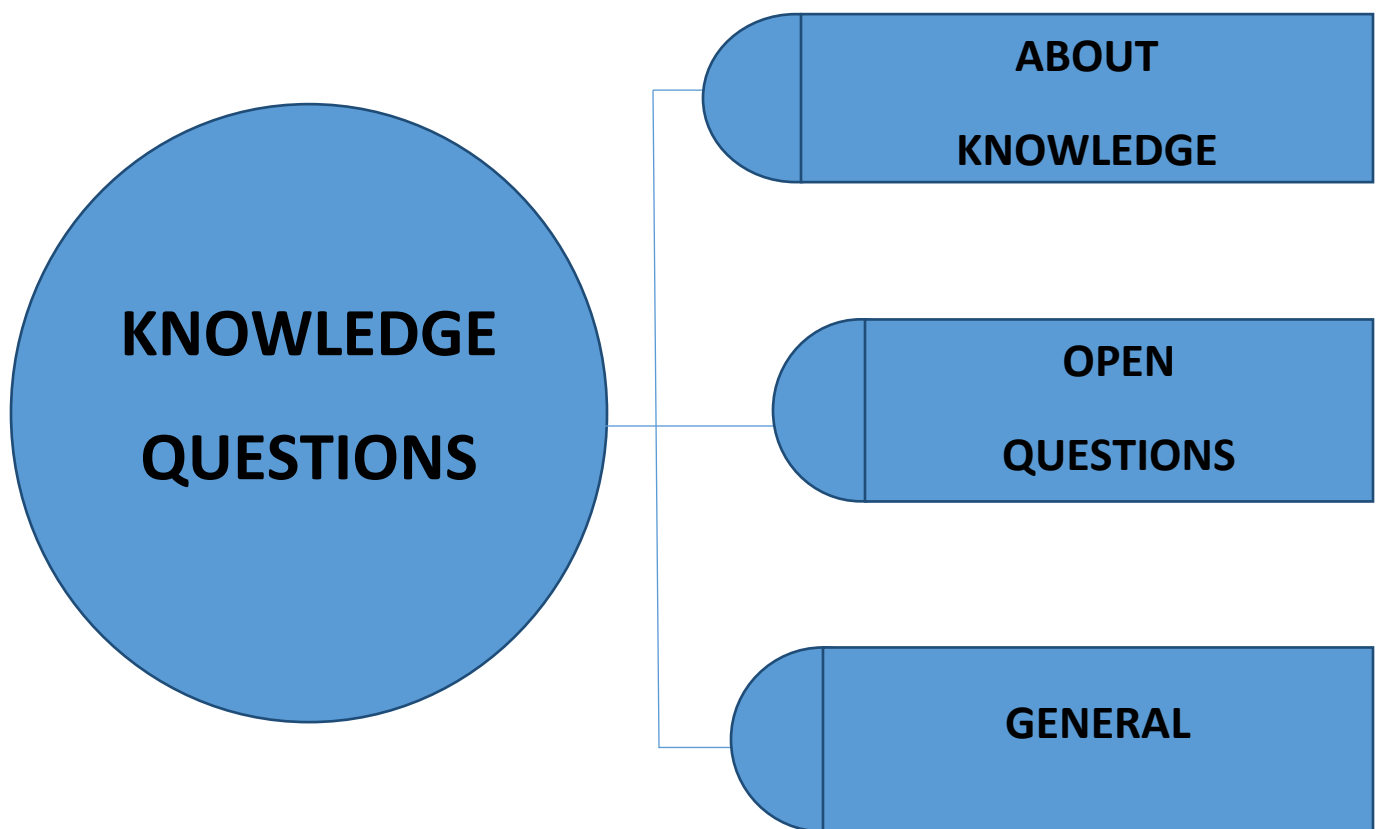 KNOWLEDGE
QUESTIONS
ABOUT
KNOWLEDGE
OPEN
QUESTIONS
GENERAL